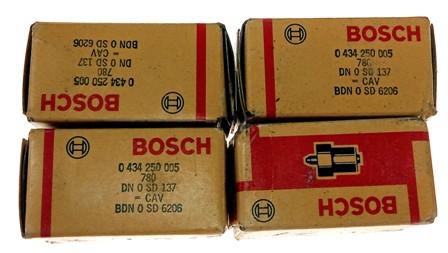 BOSCH
0 434 250 005
780
DN 0 SD 137
= CAV
BDN 0 SD 6206
BOSCH
0 434 250 005
780
DN 0 SD 137
= CAV
BDN 0 SD 6206
BOSCH
0 434 250 005
780
DN 0 SD 137
= CAV
BDN 0 SD 6206
BOSCH